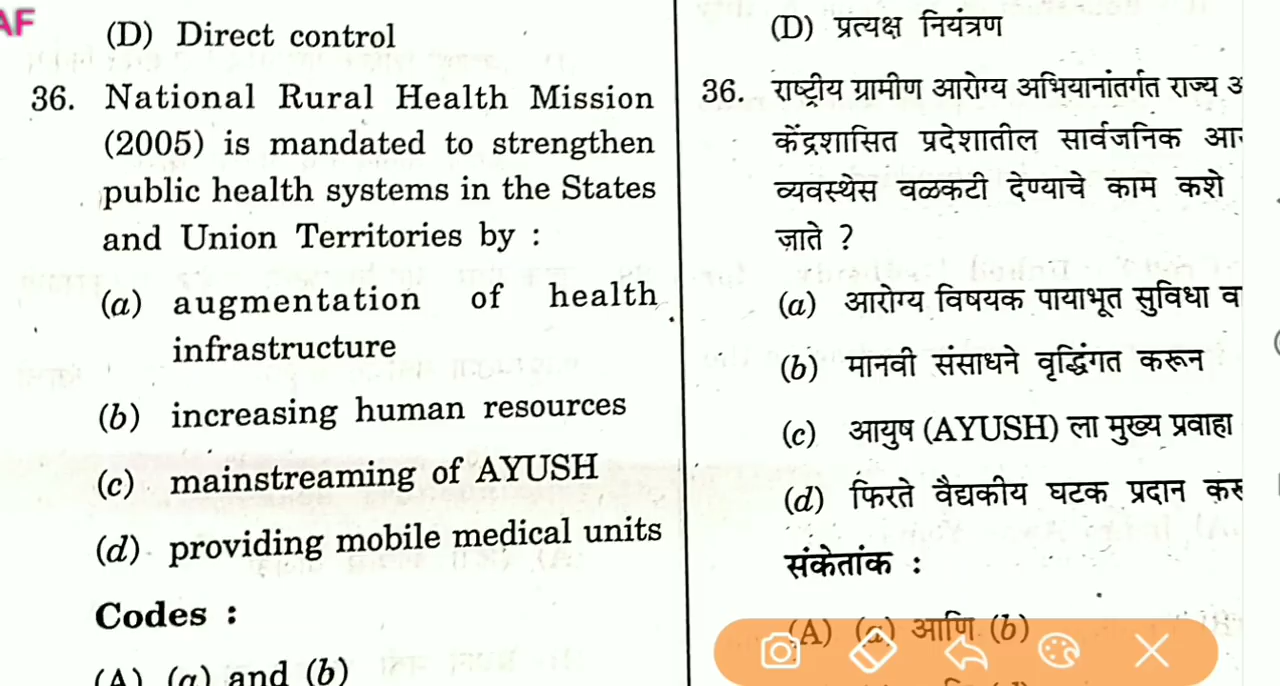 AF
(D) Direct control
36. National Rural Health Mission
(2005) is mandated to strengthen
public health systems in the States
and Union Territories by :
(a) augmentation of health
infrastructure
(b) increasing human resources
(c) mainstreaming of AYUSH
(d) providing mobile medical units
Codes :
(A) (a) and (b)
(D) प्रत्यक्ष नियंत्रण
36. राष्ट्रीय ग्रामीण आरोग्य अभियानांतर्गत राज्य
केंद्रशासित प्रदेशातील सार्वजनिक
व्यवस्थेस बळकटी देण्याचे काम कशे
जाते ?
(a) आरोग्य विषयक पायाभूत सुविधा
(b) मानवी संसाधने वृद्धिंगत करून
(c) आयुष (AYUSH) ला मुख्य प्रवाहा
(d) फिरते वैद्यकीय घटक प्रदान
संकेतांक :
(A) (a) आणि (b)